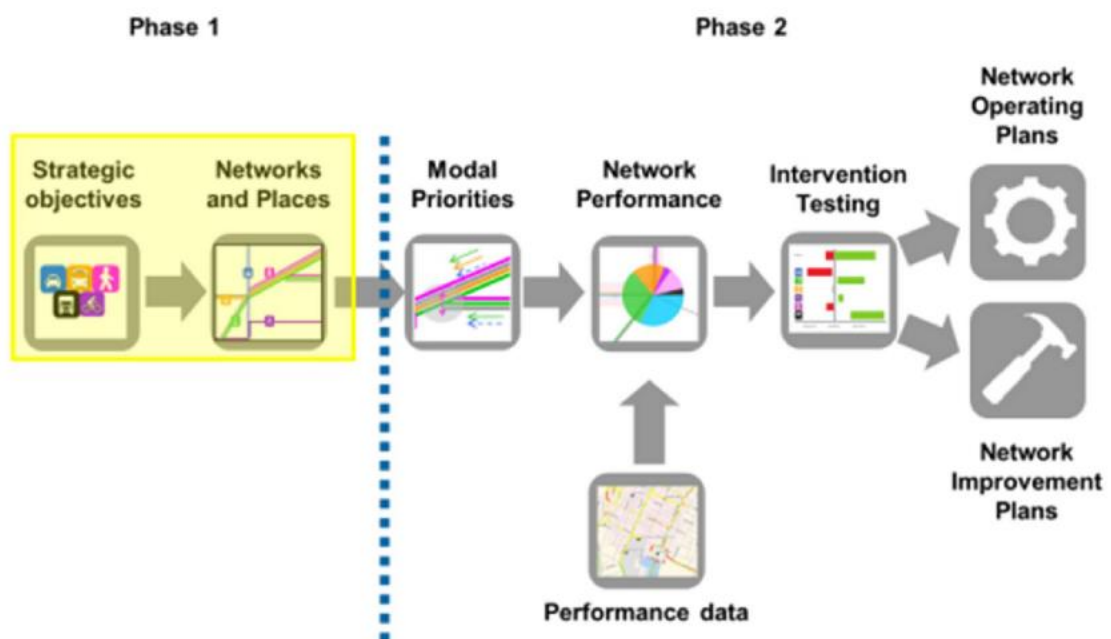 Phase 1
Phase 2
Strategic
objectives
Networks
and Places
Modal
Priorities
Network
Performance
Intervention
Testing
Network
Operating
Plans
Network
Improvement
Plans
Performance data